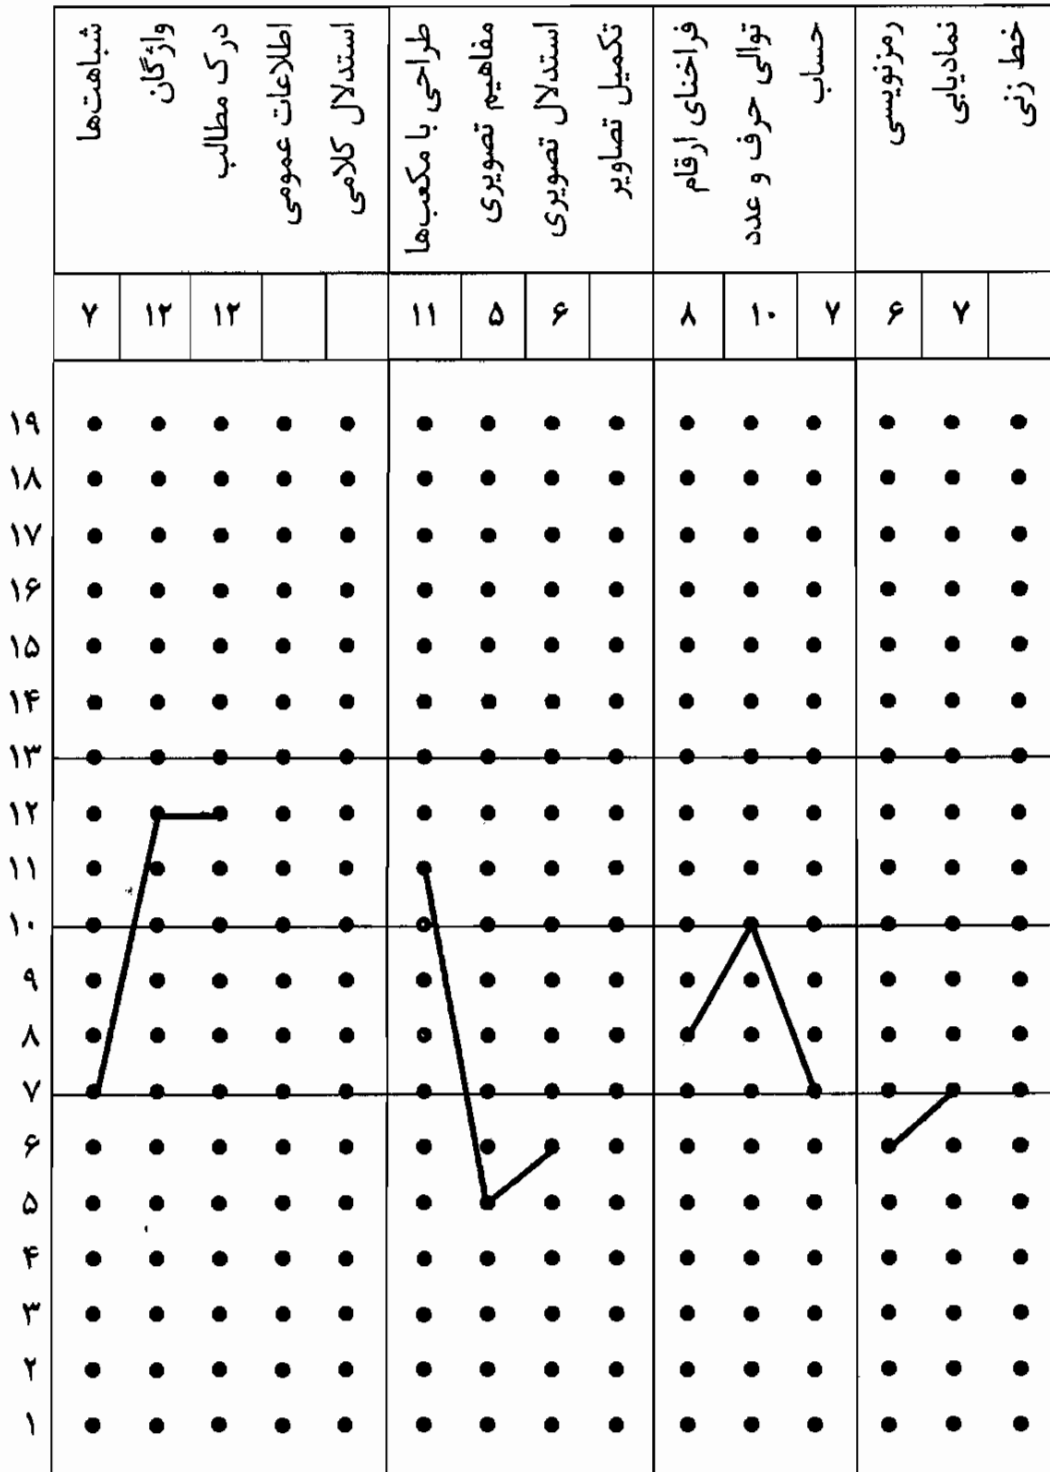 شباهت‌ها
واژگان
درک مطالب
اطلاعات عمومی
استدلال کلامی
طراحی با مکعب‌ها
مفاهیم تصویری
استدلال تصویری
تکمیل تصاویر
فراخنای ارقام
توالی حرف و عدد
حساب
رمزنویسی
نمادیابی
خط زنی
۷ ۱۲ ۱۲ ۱۱ ۵ ۶ ۸ ۱۰ ۷ ۶ ۷
۱۹
۱۸
۱۷
۱۶
۱۵
۱۴
۱۳
۱۲
۱۱
۱۰
۹
۸
۷
۶
۵
۴
۳
۲
۱